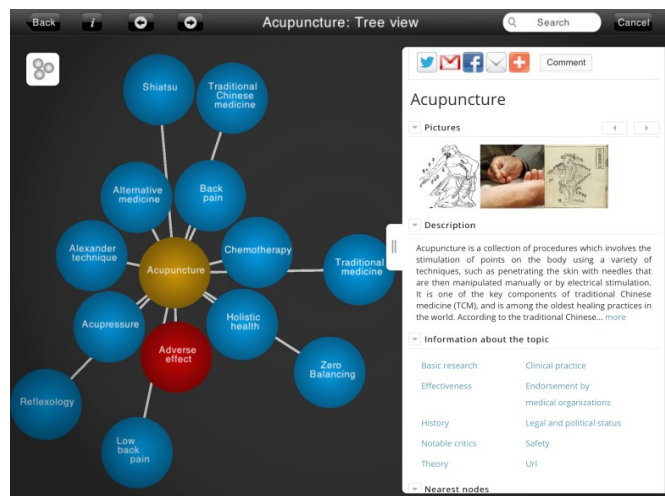 Back
i
Acupuncture: Tree view
Search
Cancel
Shiatsu
Traditional
Chinese
medicine
Alternative
medicine
Back
pain
Alexander
technique
Chemotherapy
Acupuncture
Traditional
medicine
Acupressure
Holistic
health
Adverse
effect
Zero
Balancing
Reflexology
Low
back
pain
Comment
Acupuncture
Pictures
Description
Acupuncture is a collection of procedures which involves the
stimulation of points on the body using a variety of
techniques, such as penetrating the skin with needles that
are then manipulated manually or by electrical stimulation.
It is one of the key components of traditional Chinese
medicine (TCM), and is among the oldest healing practices in
the world. According to the traditional Chinese... more
Information about the topic
Basic research
Clinical practice
Effectiveness
Endorsement by
medical organizations
History
Legal and political status
Notable critics
Safety
Theory
Url
Nearest nodes